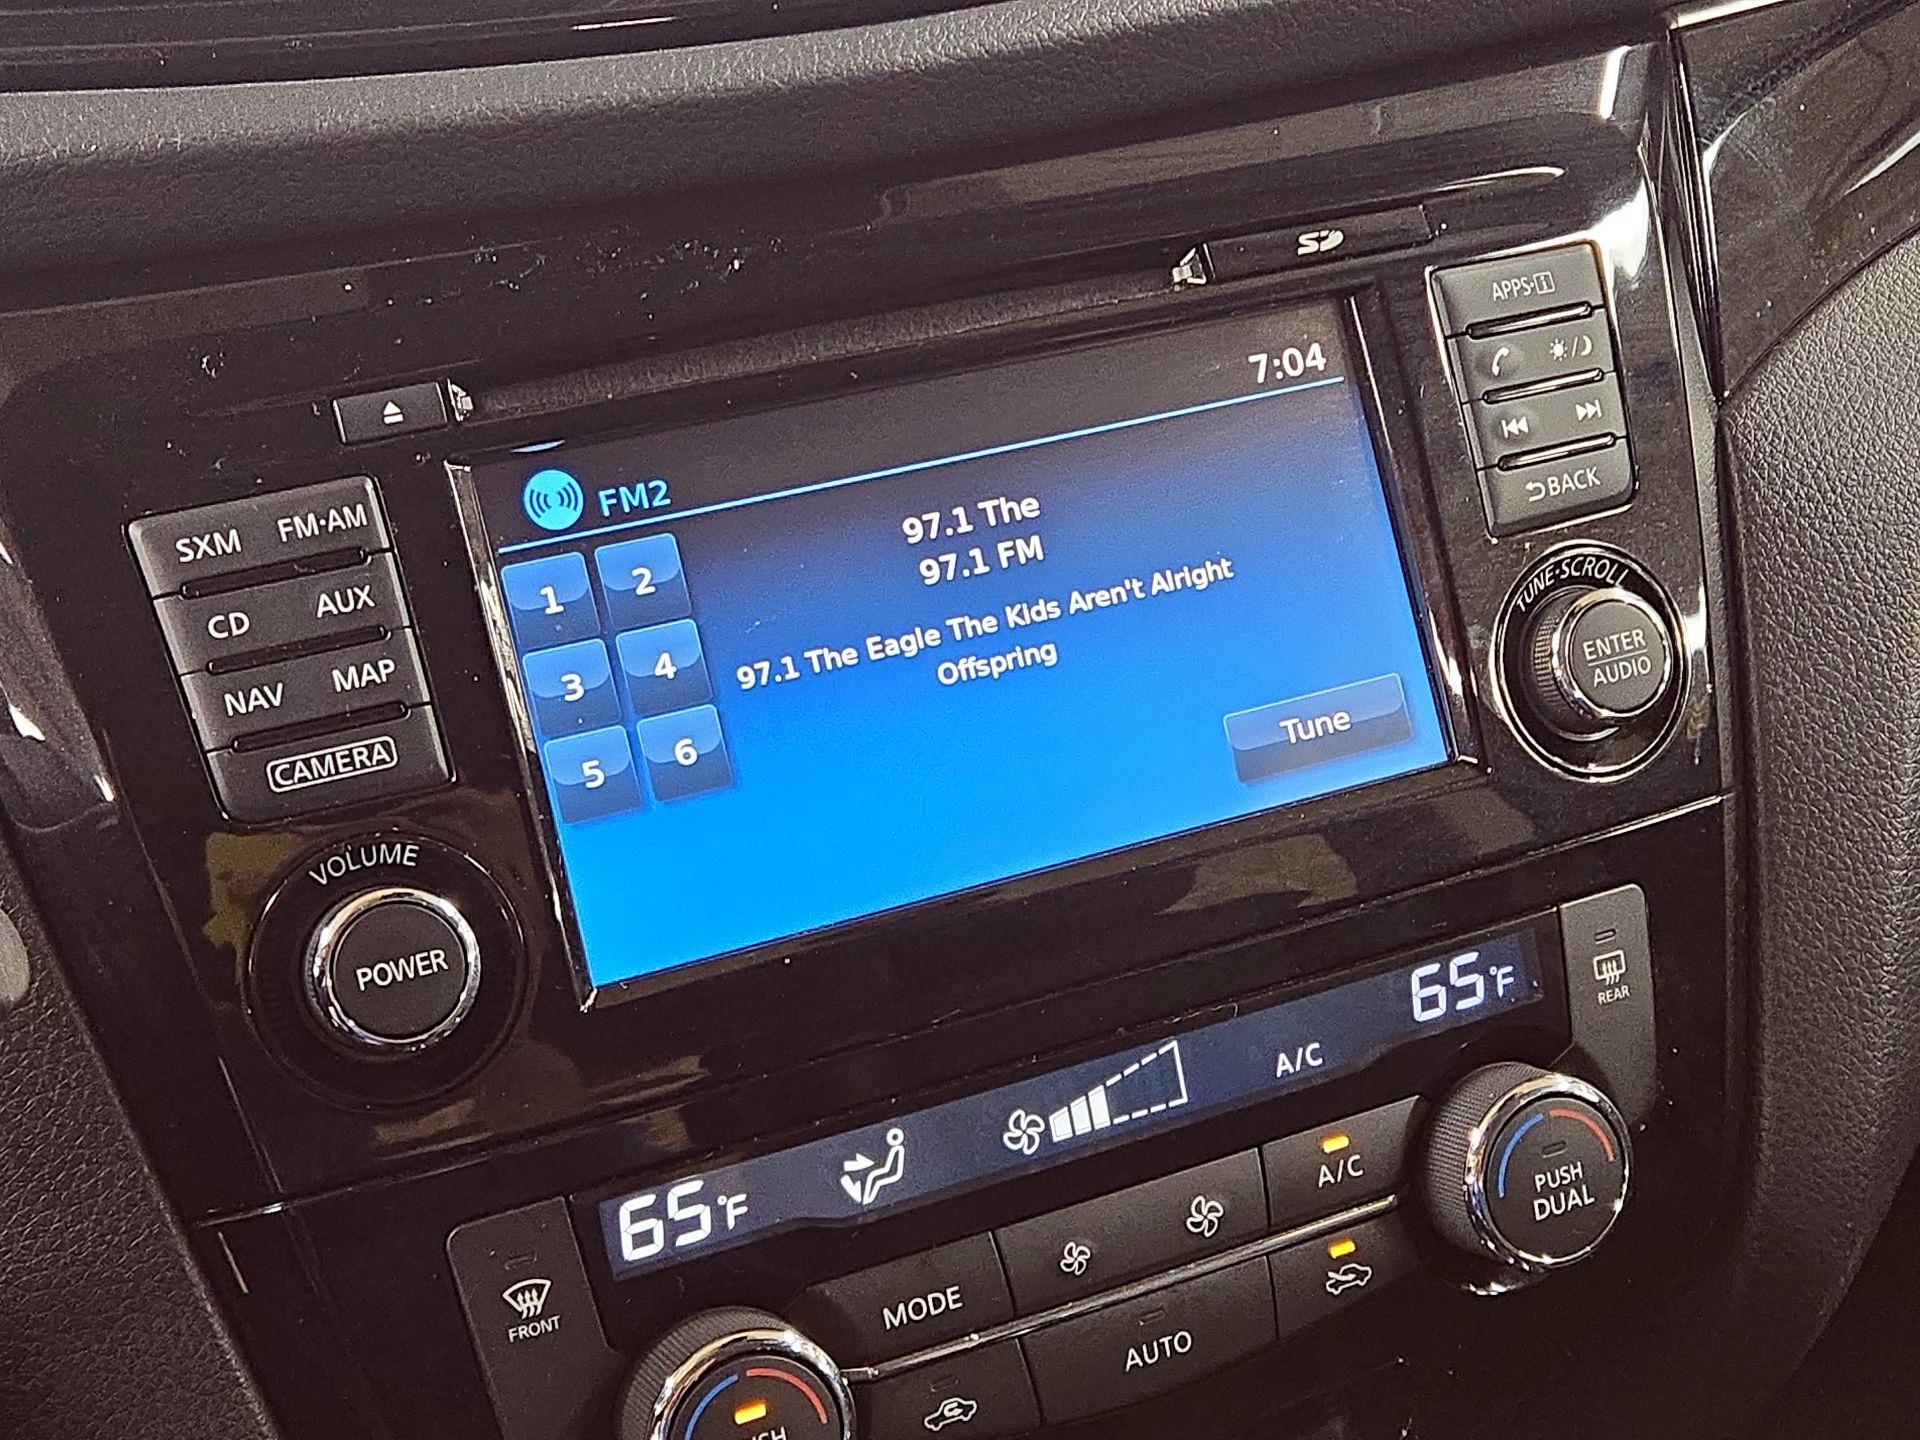 SD
APPS·i
7:04
FM2
97.1 The
97.1 FM
97.1 The Eagle The Kids Aren't Alright
Offspring
1 2
3 4
5 6
Tune
SXM FM·AM
CD AUX
NAV MAP
CAMERA
BACK
TUNE·SCROLL
ENTER
AUDIO
VOLUME
POWER
65°F
A/C
65°F
REAR
A/C
PUSH
DUAL
FRONT
MODE
AUTO